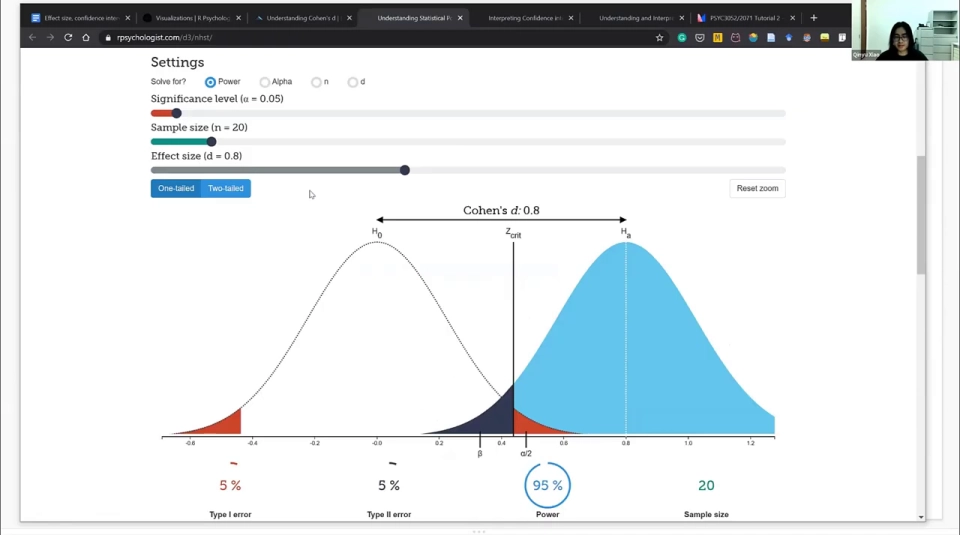 Effect size, confidence inter
Visualizations | R Psycholog
Understanding Cohen's d |
Understanding Statistical P
Interpreting Confidence in
Understanding and Interp
PSYC3052/2071 Tutorial 2
rpsychologist.com/d3/nhst/
Settings
Solve for? Power Alpha n d
Significance level (α = 0.05)
Sample size (n = 20)
Effect size (d = 0.8)
One-tailed Two-tailed Reset zoom
Cohen's d: 0.8
H0 Zcrit Ha
-0.6 -0.4 -0.2 -0.0 0.2 0.4 0.6 0.8 1.0 1.2
β α/2
5 % 5 % 95 % 20
Type I error Type II error Power Sample size